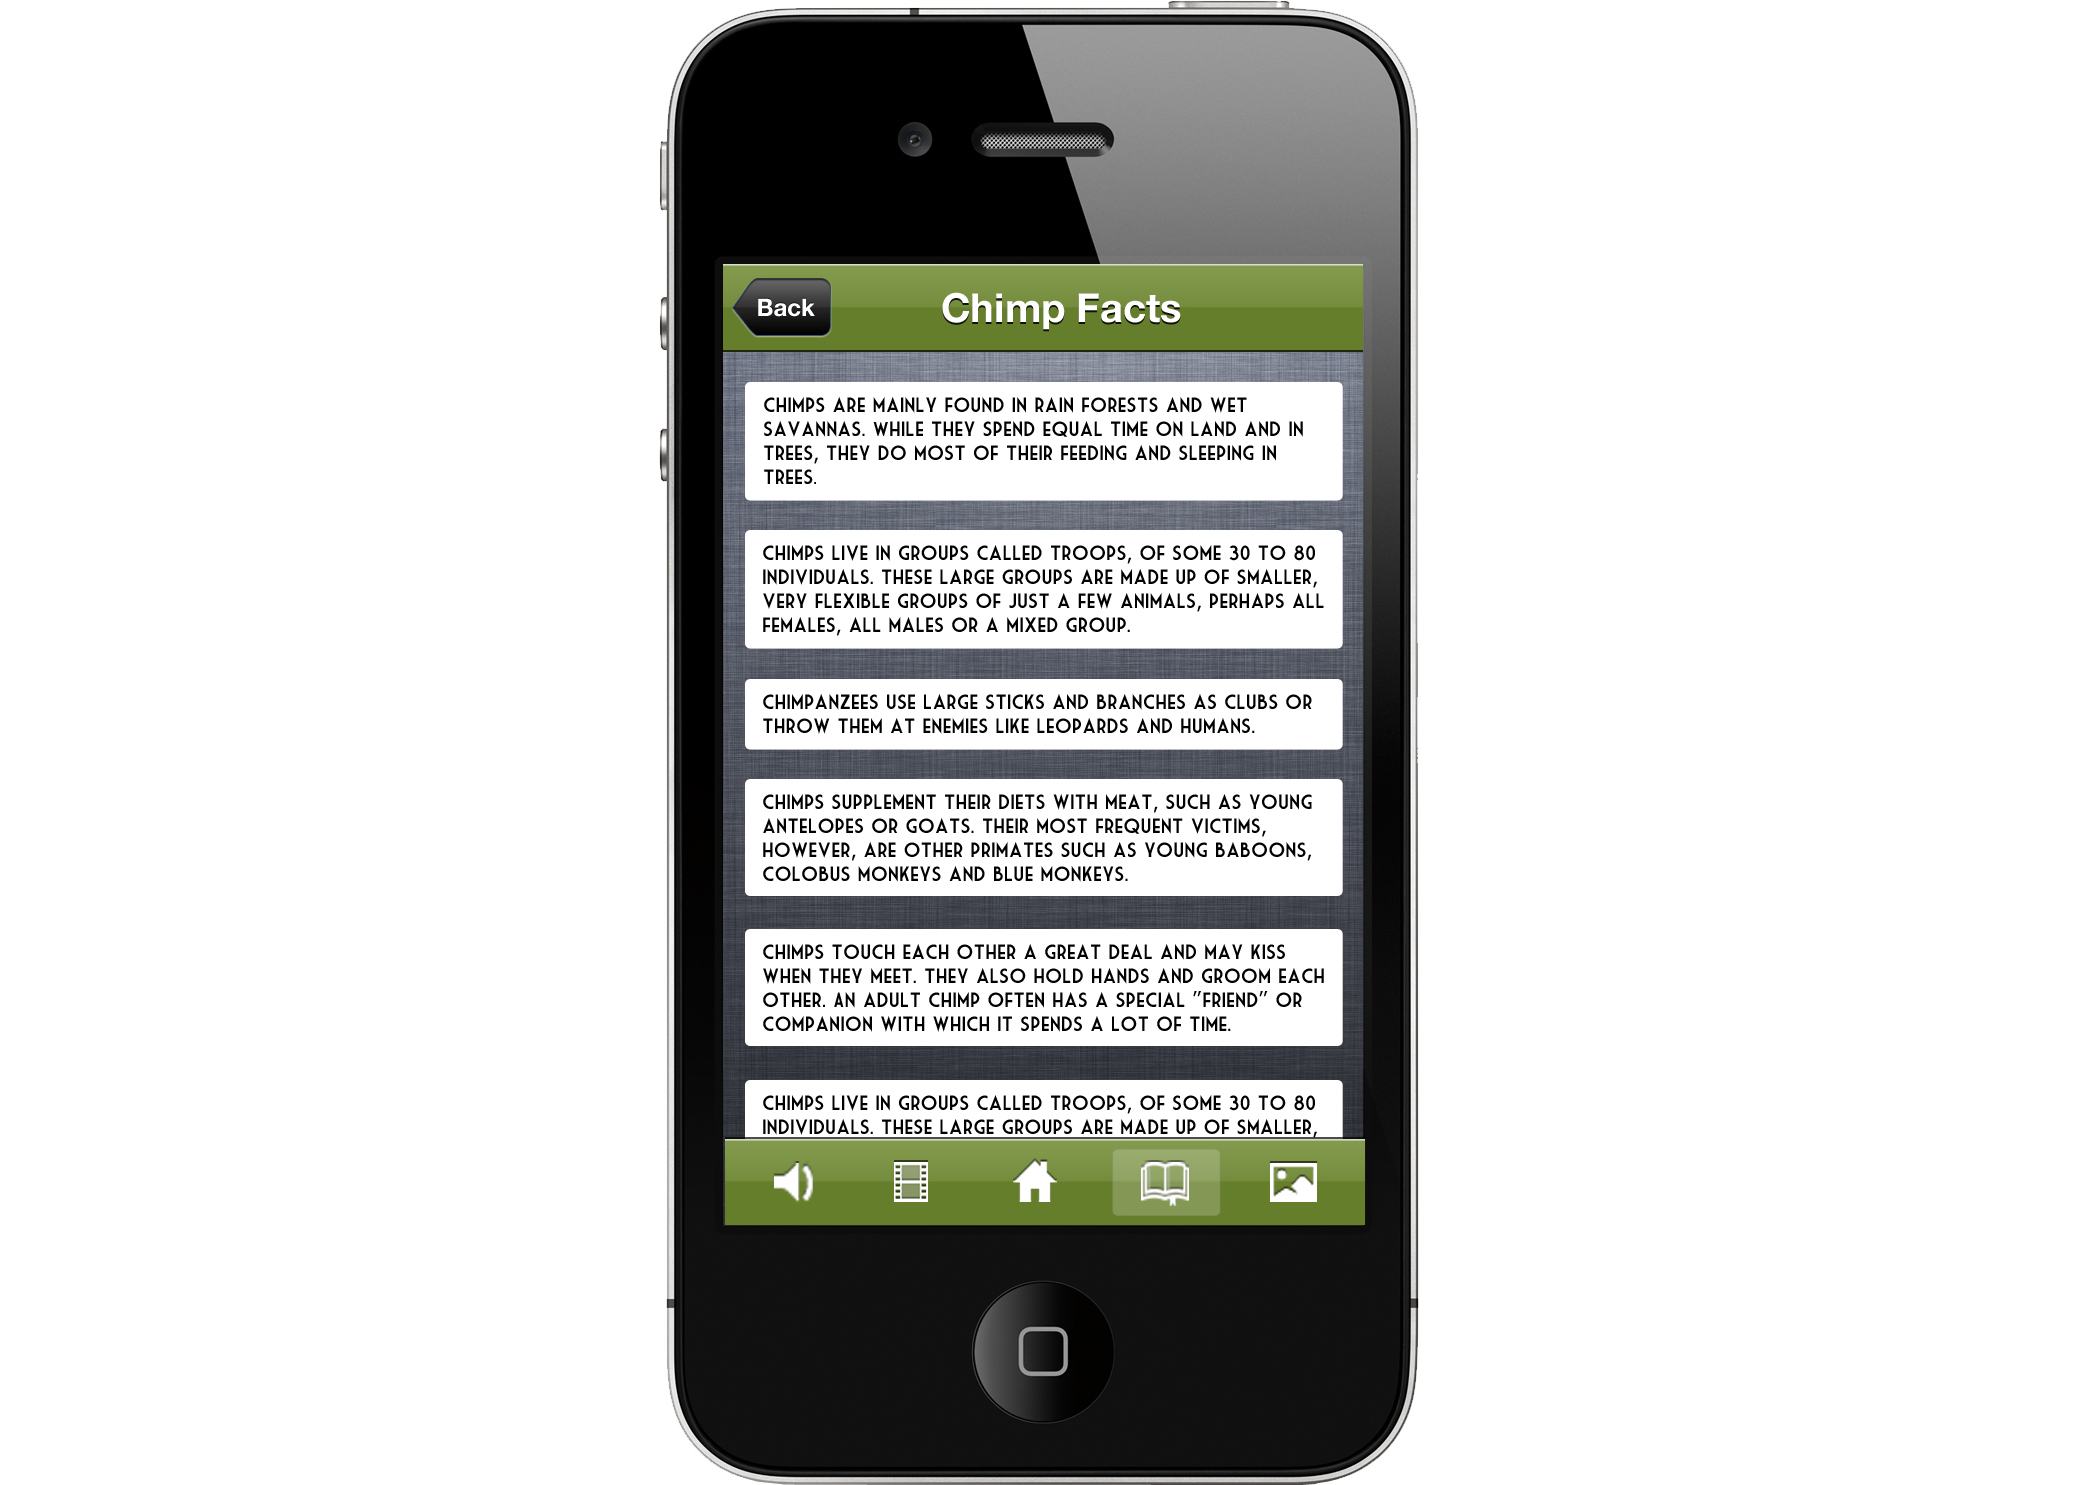 Back
Chimp Facts
CHIMPS ARE MAINLY FOUND IN RAIN FORESTS AND WET
SAVANNAS. WHILE THEY SPEND EQUAL TIME ON LAND AND IN
TREES, THEY DO MOST OF THEIR FEEDING AND SLEEPING IN
TREES.
CHIMPS LIVE IN GROUPS CALLED TROOPS, OF SOME 30 TO 80
INDIVIDUALS. THESE LARGE GROUPS ARE MADE UP OF SMALLER,
VERY FLEXIBLE GROUPS OF JUST A FEW ANIMALS, PERHAPS ALL
FEMALES, ALL MALES OR A MIXED GROUP.
CHIMPANZEES USE LARGE STICKS AND BRANCHES AS CLUBS OR
THROW THEM AT ENEMIES LIKE LEOPARDS AND HUMANS.
CHIMPS SUPPLEMENT THEIR DIETS WITH MEAT, SUCH AS YOUNG
ANTELOPES OR GOATS. THEIR MOST FREQUENT VICTIMS,
HOWEVER, ARE OTHER PRIMATES SUCH AS YOUNG BABOONS,
COLOBUS MONKEYS AND BLUE MONKEYS.
CHIMPS TOUCH EACH OTHER A GREAT DEAL AND MAY KISS
WHEN THEY MEET. THEY ALSO HOLD HANDS AND GROOM EACH
OTHER. AN ADULT CHIMP OFTEN HAS A SPECIAL "FRIEND" OR
COMPANION WITH WHICH IT SPENDS A LOT OF TIME.
CHIMPS LIVE IN GROUPS CALLED TROOPS, OF SOME 30 TO 80
INDIVIDUALS. THESE LARGE GROUPS ARE MADE UP OF SMALLER,